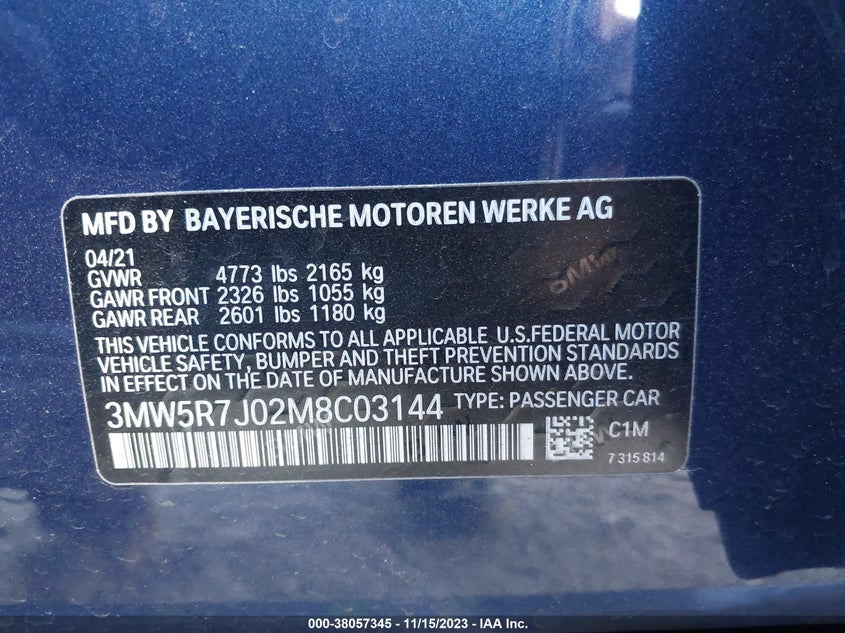 MFD BY BAYERISCHE MOTOREN WERKE AG
04/21
GVWR 4773 lbs 2165 kg
GAWR FRONT 2326 lbs 1055 kg
GAWR REAR 2601 lbs 1180 kg
THIS VEHICLE CONFORMS TO ALL APPLICABLE U.S.FEDERAL MOTOR
VEHICLE SAFETY, BUMPER AND THEFT PREVENTION STANDARDS
IN EFFECT ON THE DATE OF MANUFACTURE SHOWN ABOVE.
3MW5R7J02M8C03144 TYPE: PASSENGER CAR
C1M
7 315 814
000-38057345 - 11/15/2023 - IAA Inc.